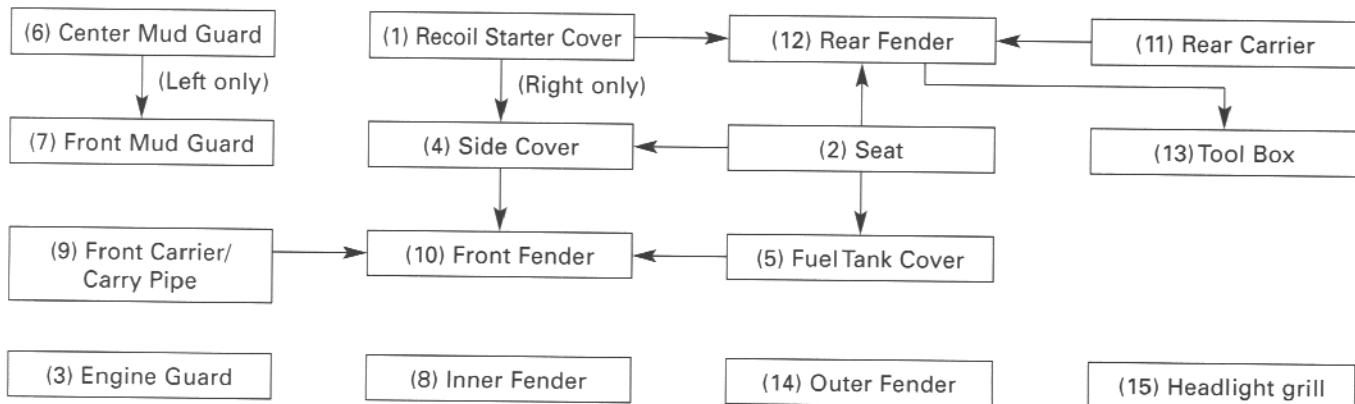 (6) Center Mud Guard
(1) Recoil Starter Cover
(12) Rear Fender
(11) Rear Carrier
(Left only)
(Right only)
(7) Front Mud Guard
(4) Side Cover
(2) Seat
(13) Tool Box
(9) Front Carrier/
Carry Pipe
(10) Front Fender
(5) Fuel Tank Cover
(3) Engine Guard
(8) Inner Fender
(14) Outer Fender
(15) Headlight grill